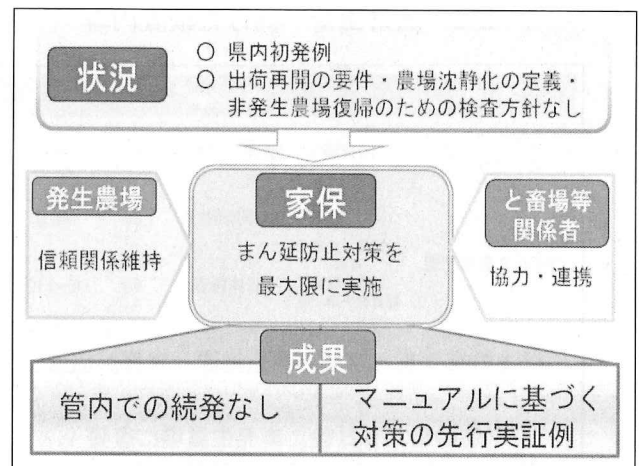 状況
○ 県内初発例
○ 出荷再開の要件・農場沈静化の定義・
非発生農場復帰のための検査方針なし
発生農場
信頼関係維持
家保
まん延防止対策を
最大限に実施
と畜場等
関係者
協力・連携
成果
管内での続発なし
マニュアルに基づく
対策の先行実証例